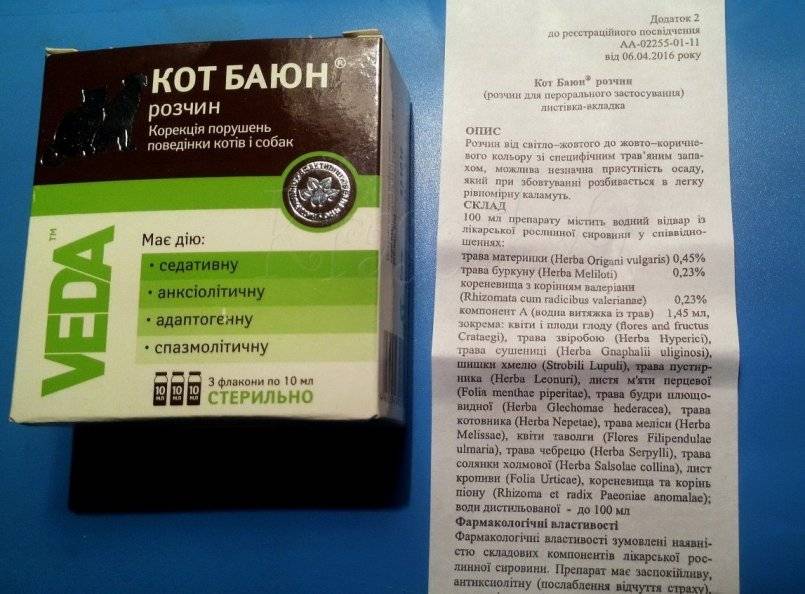 КОТ БАЮН®
розчин
Корекція порушень
поведінки котів і собак
VEDA™
Має дію:
· седативну
· анксіолітичну
· адаптогенну
· спазмолітичну
10 МЛ 10 МЛ 10 МЛ
3 флакони по 10 мл
СТЕРИЛЬНО
Додаток 2
до реєстраційного посвідчення
АА-02255-01-11
від 06.04.2016 року
Кот Баюн® розчин
(розчин для перорального застосування)
листівка-вкладка
ОПИС
Розчин від світло-жовтого до жовто-коричне-
вого кольору зі специфічним трав'яним запа-
хом, можлива незначна присутність осаду,
який при збовтуванні розбивається в легку
рівномірну каламуть.
СКЛАД
100 мл препарату містить водний відвар із
лікарської рослинної сировини у співвідно-
шеннях:
трава материнки (Herba Origani vulgaris) 0,45%
трава буркуну (Herba Meliloti) 0,23%
кореневища з корінням валеріани
(Rhizomata cum radicibus valerianae) 0,23%
компонент А (водна витяжка із трав) 1,45 мл,
зокрема: квіти і плоди глоду (flores and fructus
Crataegi), трава звіробою (Herba Hyperici),
трава сушениці (Herba Gnaphalii uliginosi),
шишки хмелю (Strobili Lupuli), трава пустир-
ника (Herba Leonuri), листя м'яти перцевої
(Folia menthae piperitae), трава будри плющо-
видної (Herba Glechomae hederacea), трава
котовника (Herba Nepetae), трава меліси (Herba
Melissae), квіти таволги (Flores Filipendulae
ulmaria), трава чебрецю (Herba Serpylli), трава
солянки холмової (Herba Salsolae collina), лист
кропиви (Folia Urticae), кореневища та корінь
піону (Rhizoma et radix Paeoniae anomalae);
води дистильованої - до 100 мл
Фармакологічні властивості
Фармакологічні властивості зумовлені наявні-
стю складових компонентів лікарської рос-
линної сировини. Препарат має заспокійливу,
антиксиолітну (послаблення відчуття страху),